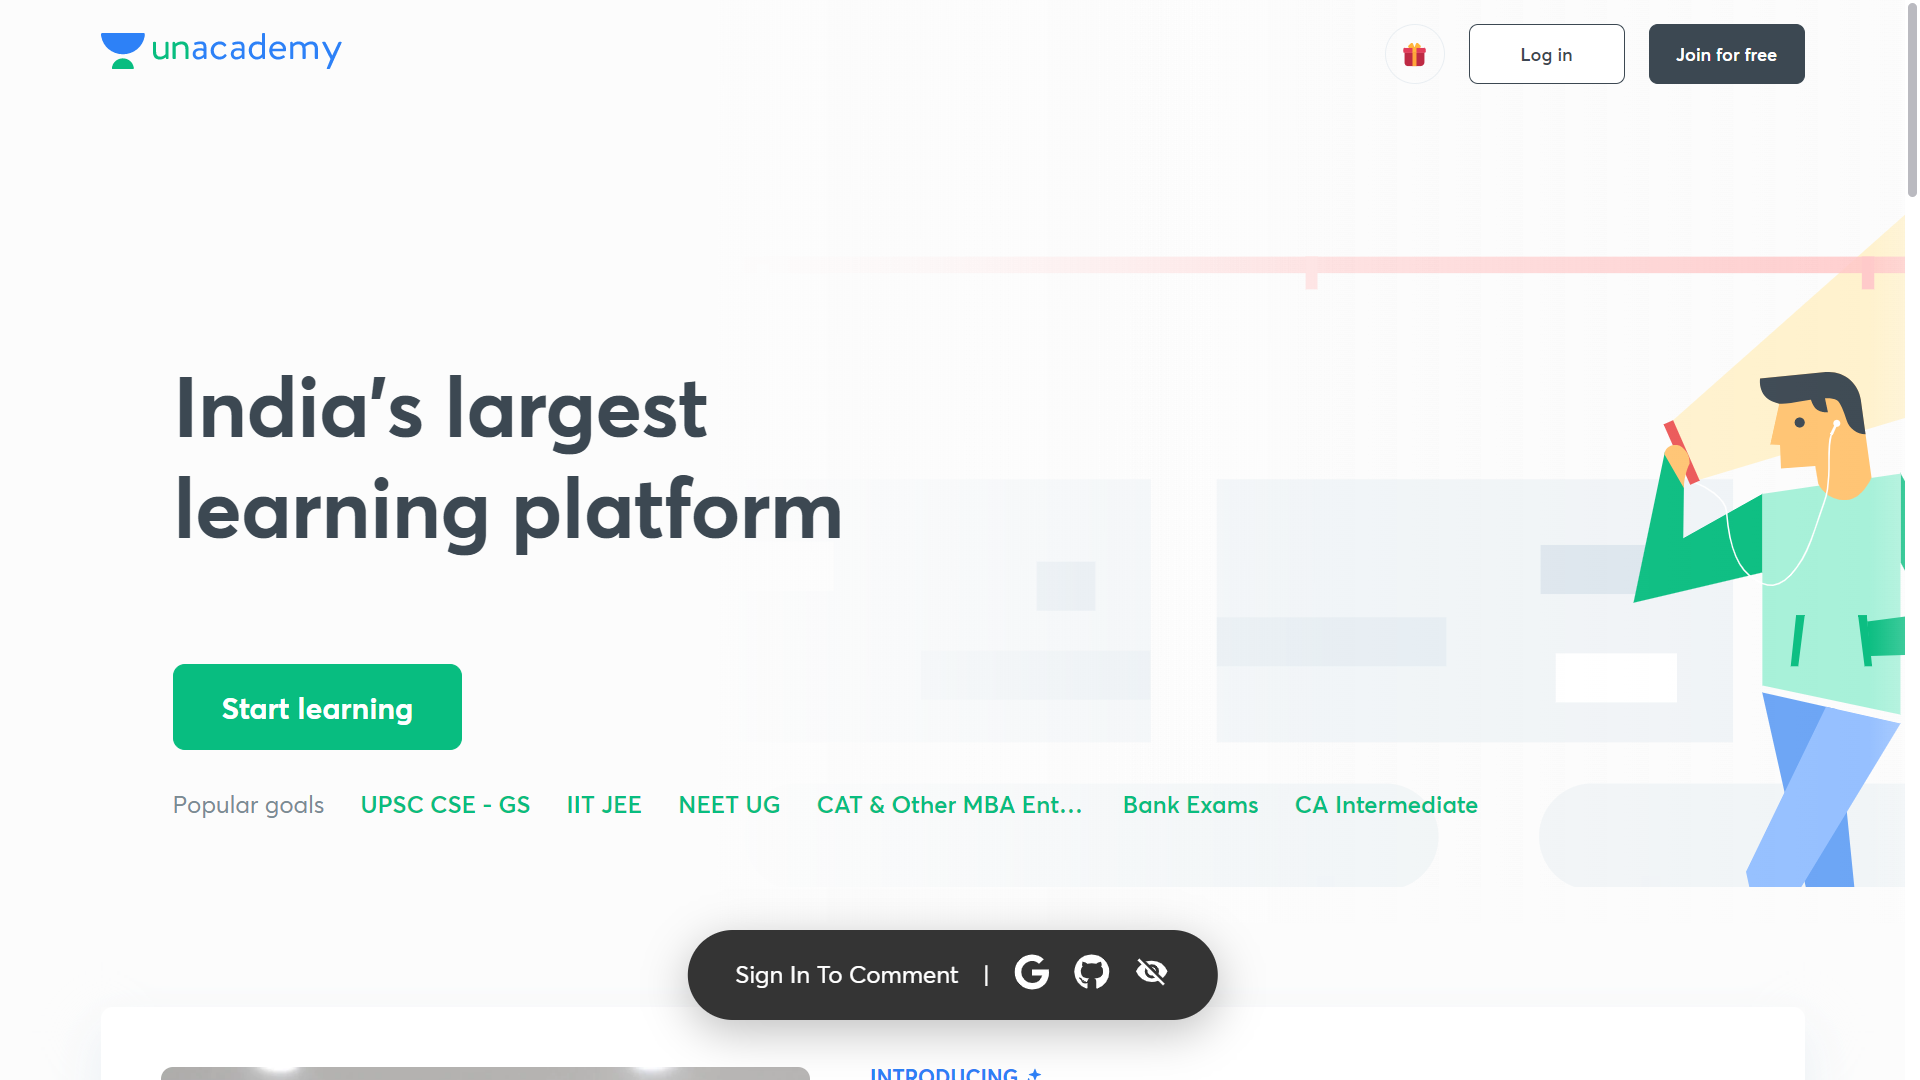 unacademy
Log in
Join for free
India's largest
learning platform
Start learning
Popular goals UPSC CSE - GS IIT JEE NEET UG CAT & Other MBA Ent... Bank Exams CA Intermediate
Sign In To Comment |
INTRODUCING